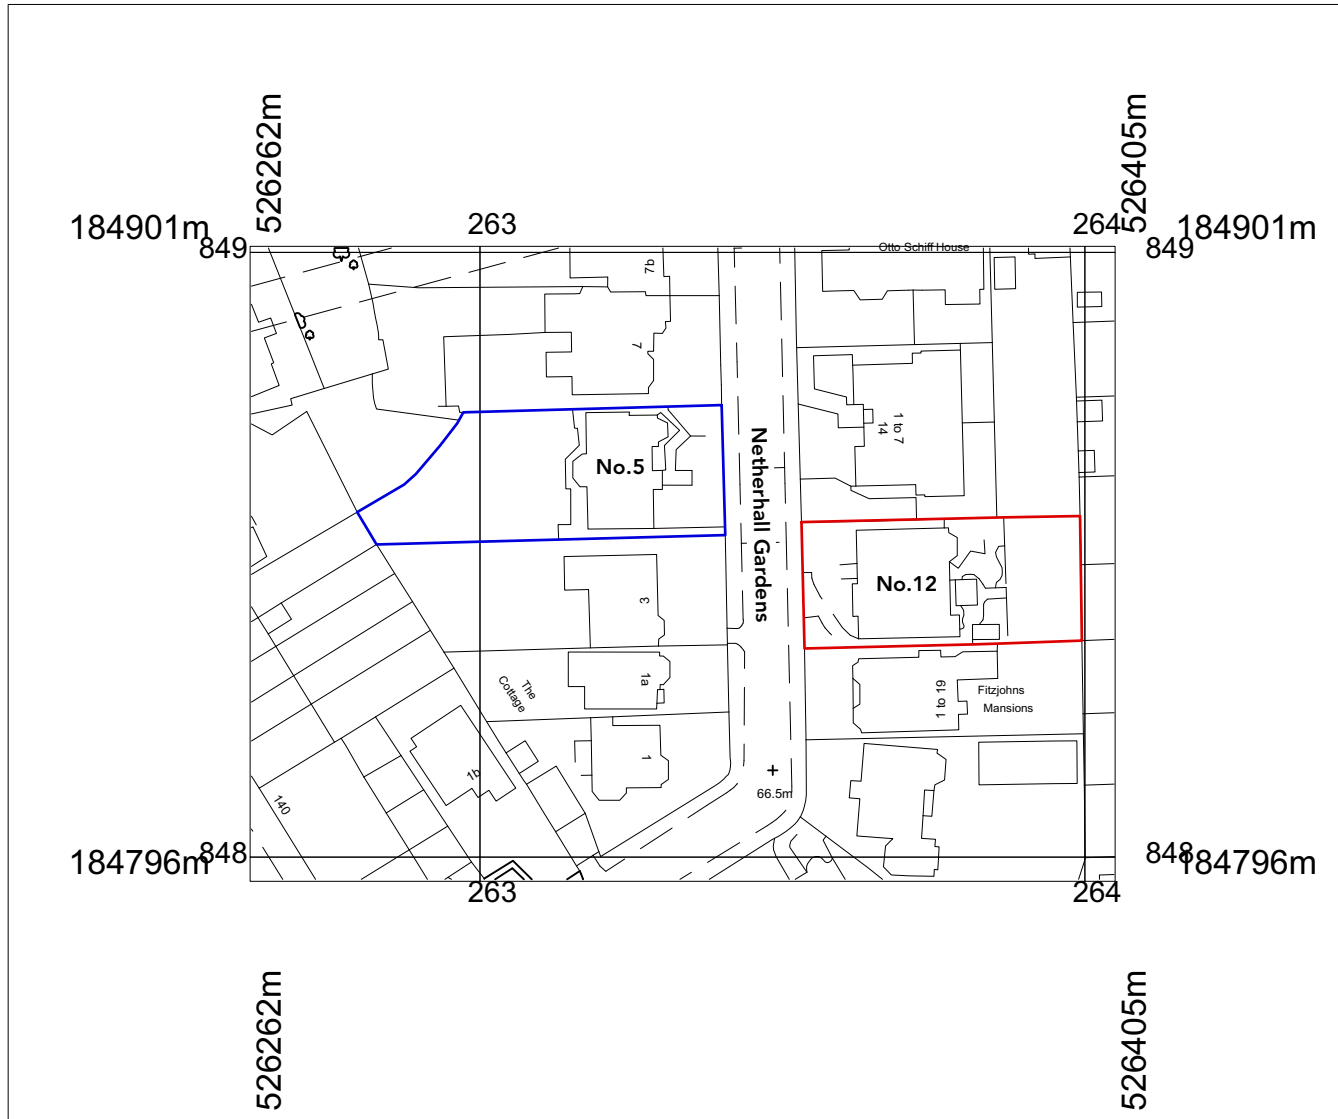 526262m
526405m
184901m
263
264
184901m
849
849
Otto Schiff House
7b
7
1 to 7
14
No.5
Netherhall Gardens
No.12
3
1a
The
Cottage
1 to 19
Fitzjohns
Mansions
1
1b
66.5m
140
184796m
848
848
184796m
263
264
526262m
526405m